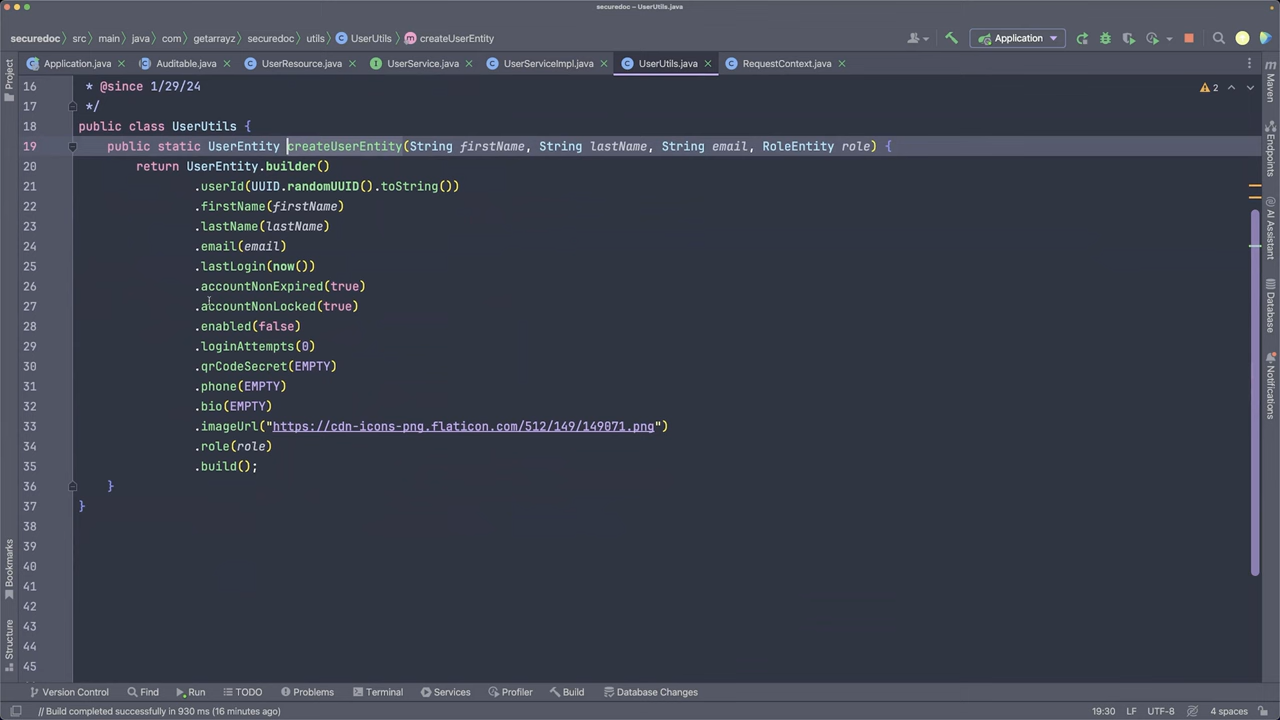 securedoc – UserUtils.java
securedoc src main java com getarrayz securedoc utils UserUtils createUserEntity Application
Application.java Auditable.java UserResource.java UserService.java UserServiceImpl.java UserUtils.java RequestContext.java
Project
Bookmarks
Structure
Maven
Endpoints
AI Assistant
Database
Notifications
2
16 * @since 1/29/24
17 */
18 public class UserUtils {
19 public static UserEntity createUserEntity(String firstName, String lastName, String email, RoleEntity role) {
20 return UserEntity.builder()
21 .userId(UUID.randomUUID().toString())
22 .firstName(firstName)
23 .lastName(lastName)
24 .email(email)
25 .lastLogin(now())
26 .accountNonExpired(true)
27 .accountNonLocked(true)
28 .enabled(false)
29 .loginAttempts(0)
30 .qrCodeSecret(EMPTY)
31 .phone(EMPTY)
32 .bio(EMPTY)
33 .imageUrl("https://cdn-icons-png.flaticon.com/512/149/149071.png")
34 .role(role)
35 .build();
36 }
37 }
38
39
40
41
42
43
44
45
Version Control Find Run TODO Problems Terminal Services Profiler Build Database Changes
// Build completed successfully in 930 ms (16 minutes ago) 19:30 LF UTF-8 4 spaces